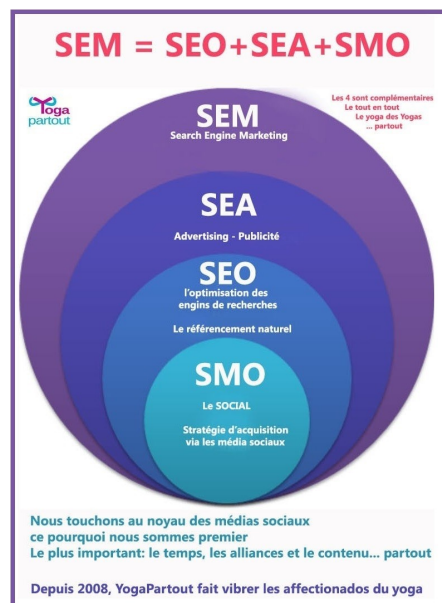 SEM = SEO+SEA+SMO
Yoga
partout
Les 4 sont complémentaires
Le tout en tout
Le yoga des Yogas
... partout
SEM
Search Engine Marketing
SEA
Advertising - Publicité
SEO
l'optimisation des
engins de recherches
Le référencement naturel
SMO
Le SOCIAL
Stratégie d'acquisition
via les média sociaux
Nous touchons au noyau des médias sociaux
ce pourquoi nous sommes premier
Le plus important: le temps, les alliances et le contenu... partout
Depuis 2008, YogaPartout fait vibrer les affectionados du yoga